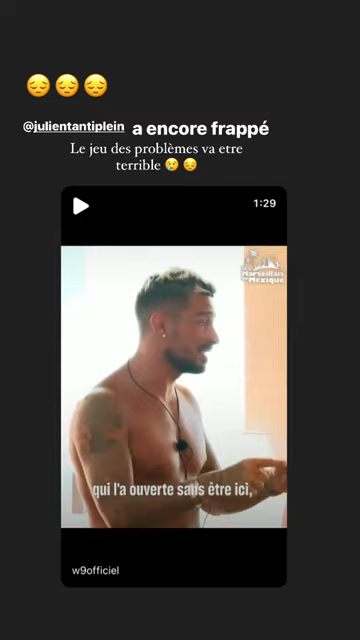 😔😔😔
@julientantiplein a encore frappé
Le jeu des problèmes va etre
terrible 😢😔
1:29
Marseillais
Mexique
qui l'a ouverte sans être ici,
w9officiel